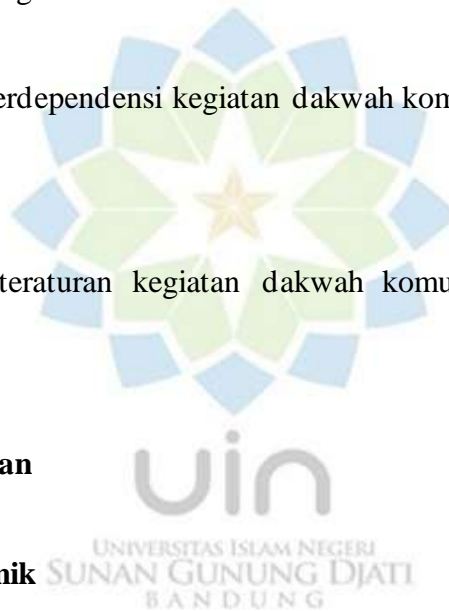 g
erdependensi kegiatan dakwah kom
teraturan kegiatan dakwah komu
an
uin
UNIVERSITAS ISLAM NEGERI
nik SUNAN GUNUNG DJATI
BANDUNG